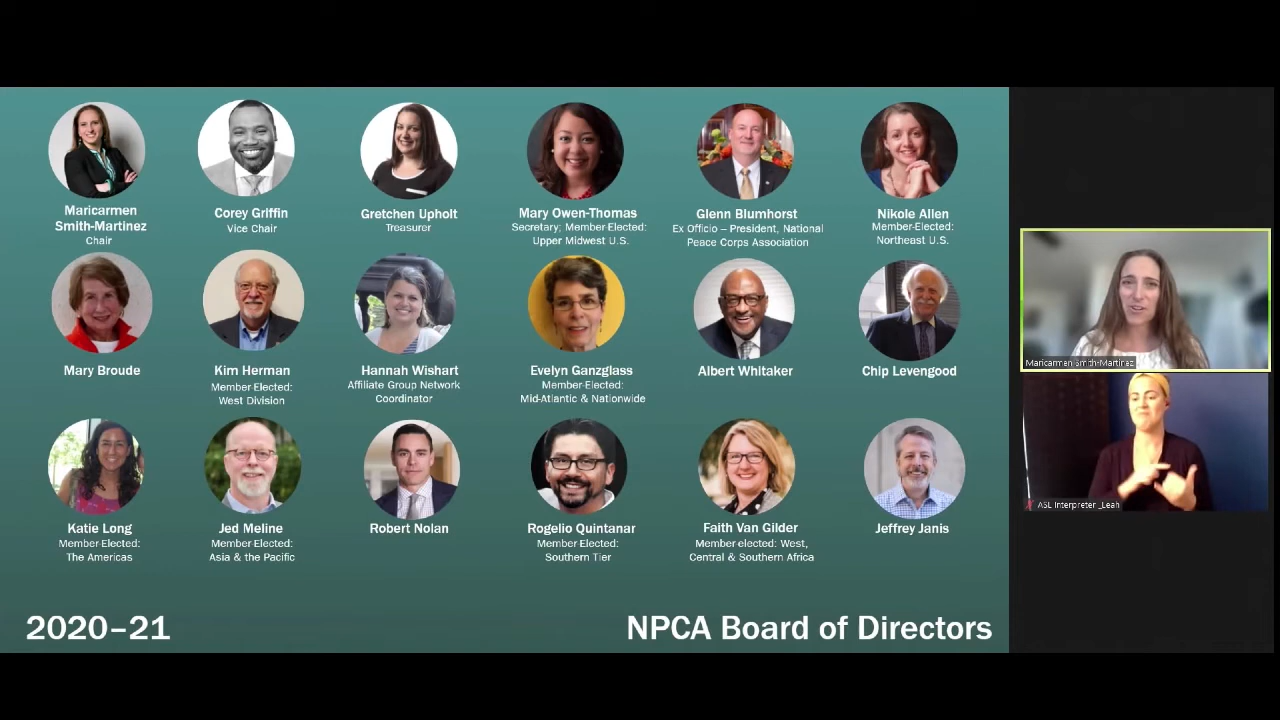 Maricarmen
Smith-Martinez
Chair
Corey Griffin
Vice Chair
Gretchen Upholt
Treasurer
Mary Owen-Thomas
Secretary; Member-Elected:
Upper Midwest U.S.
Glenn Blumhorst
Ex Officio – President, National
Peace Corps Association
Nikole Allen
Member-Elected:
Northeast U.S.
Mary Broude
Kim Herman
Member Elected:
West Division
Hannah Wishart
Affiliate Group Network
Coordinator
Evelyn Ganzglass
Member-Elected:
Mid-Atlantic & Nationwide
Albert Whitaker
Chip Levengood
Katie Long
Member-Elected:
The Americas
Jed Meline
Member-Elected:
Asia & the Pacific
Robert Nolan
Rogelio Quintanar
Member-Elected:
Southern Tier
Faith Van Gilder
Member-elected: West,
Central & Southern Africa
Jeffrey Janis
2020–21
NPCA Board of Directors
Maricarmen Smith-Martinez
ASL Interpreter _Leah